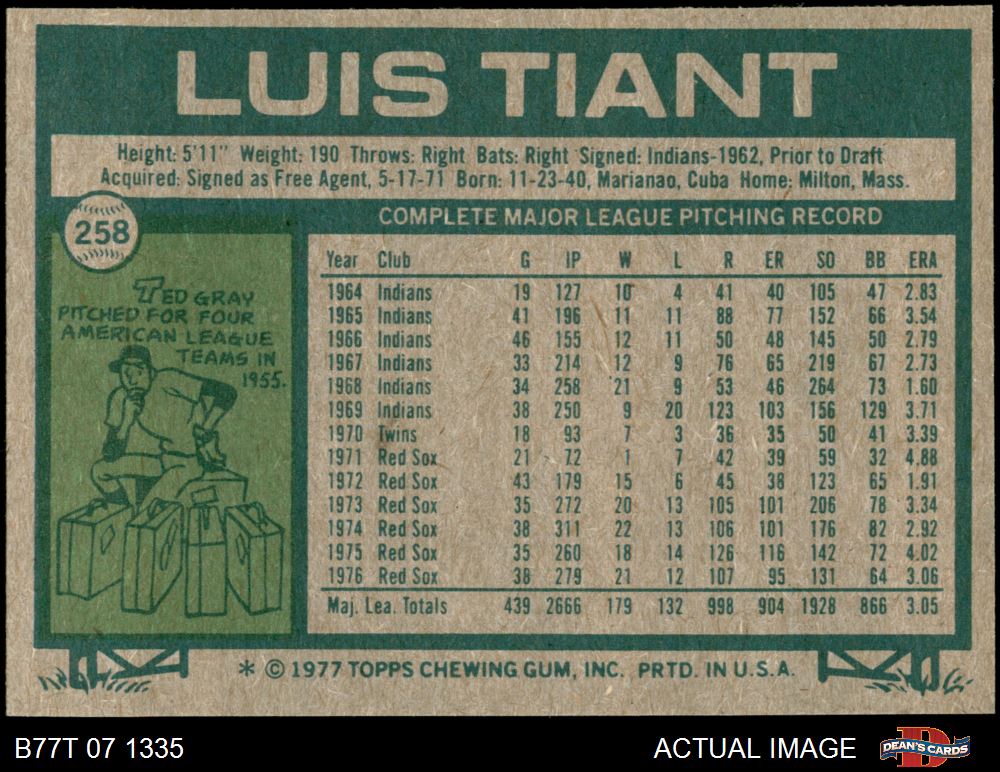 LUIS TIANT
Height: 5'11" Weight: 190 Throws: Right Bats: Right Signed: Indians-1962, Prior to Draft
Acquired: Signed as Free Agent, 5-17-71 Born: 11-23-40, Marianao, Cuba Home: Milton, Mass.
258
TED GRAY
PITCHED FOR FOUR
AMERICAN LEAGUE
TEAMS IN
1955.
COMPLETE MAJOR LEAGUE PITCHING RECORD
Year Club G IP W L R ER SO BB ERA
1964 Indians 19 127 10 4 41 40 105 47 2.83
1965 Indians 41 196 11 11 88 77 152 66 3.54
1966 Indians 46 155 12 11 50 48 145 50 2.79
1967 Indians 33 214 12 9 76 65 219 67 2.73
1968 Indians 34 258 21 9 53 46 264 73 1.60
1969 Indians 38 250 9 20 123 103 156 129 3.71
1970 Twins 18 93 7 3 36 35 50 41 3.39
1971 Red Sox 21 72 1 7 42 39 59 32 4.88
1972 Red Sox 43 179 15 6 45 38 123 65 1.91
1973 Red Sox 35 272 20 13 105 101 206 78 3.34
1974 Red Sox 38 311 22 13 106 101 176 82 2.92
1975 Red Sox 35 260 18 14 126 116 142 72 4.02
1976 Red Sox 38 279 21 12 107 95 131 64 3.06
Maj. Lea. Totals 439 2666 179 132 998 904 1928 866 3.05
* © 1977 TOPPS CHEWING GUM, INC. PRTD. IN U.S.A.
B77T 07 1335 ACTUAL IMAGE DEAN'S CARDS